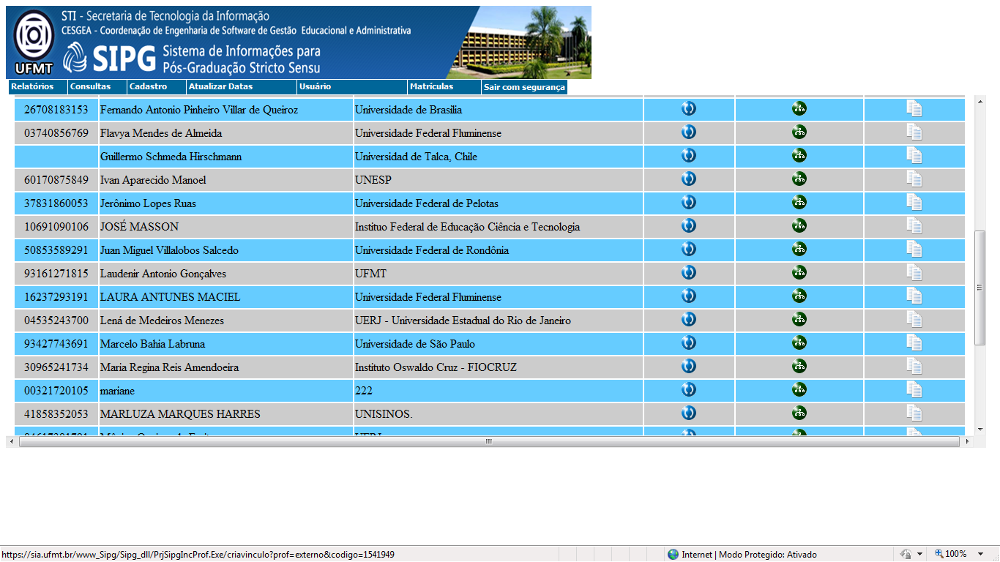 STI - Secretaria de Tecnologia da Informação
CESGEA - Coordenação de Engenharia de Software de Gestão Educacional e Administrativa
UFMT
SIPG Sistema de Informações para
Pós-Graduação Stricto Sensu
Relatórios Consultas Cadastro Atualizar Datas Usuário Matrículas Sair com segurança
26708183153 Fernando Antonio Pinheiro Villar de Queiroz Universidade de Brasilia
03740856769 Flavya Mendes de Almeida Universidade Federal Fluminense
Guillermo Schmeda Hirschmann Universidad de Talca, Chile
60170875849 Ivan Aparecido Manoel UNESP
37831860053 Jerônimo Lopes Ruas Universidade Federal de Pelotas
10691090106 JOSÉ MASSON Instituo Federal de Educação Ciência e Tecnologia
50853589291 Juan Miguel Villalobos Salcedo Universidade Federal de Rondônia
93161271815 Laudenir Antonio Gonçalves UFMT
16237293191 LAURA ANTUNES MACIEL Universidade Federal Fluminense
04535243700 Lená de Medeiros Menezes UERJ - Universidade Estadual do Rio de Janeiro
93427743691 Marcelo Bahia Labruna Universidade de São Paulo
30965241734 Maria Regina Reis Amendoeira Instituto Oswaldo Cruz - FIOCRUZ
00321720105 mariane 222
41858352053 MARLUZA MARQUES HARRES UNISINOS.
UERJ
https://sia.ufmt.br/www_Sipg/Sipg_dll/PrjSipgIncProf.Exe/criavinculo?prof=externo&codigo=1541949 Internet | Modo Protegido: Ativado 100%